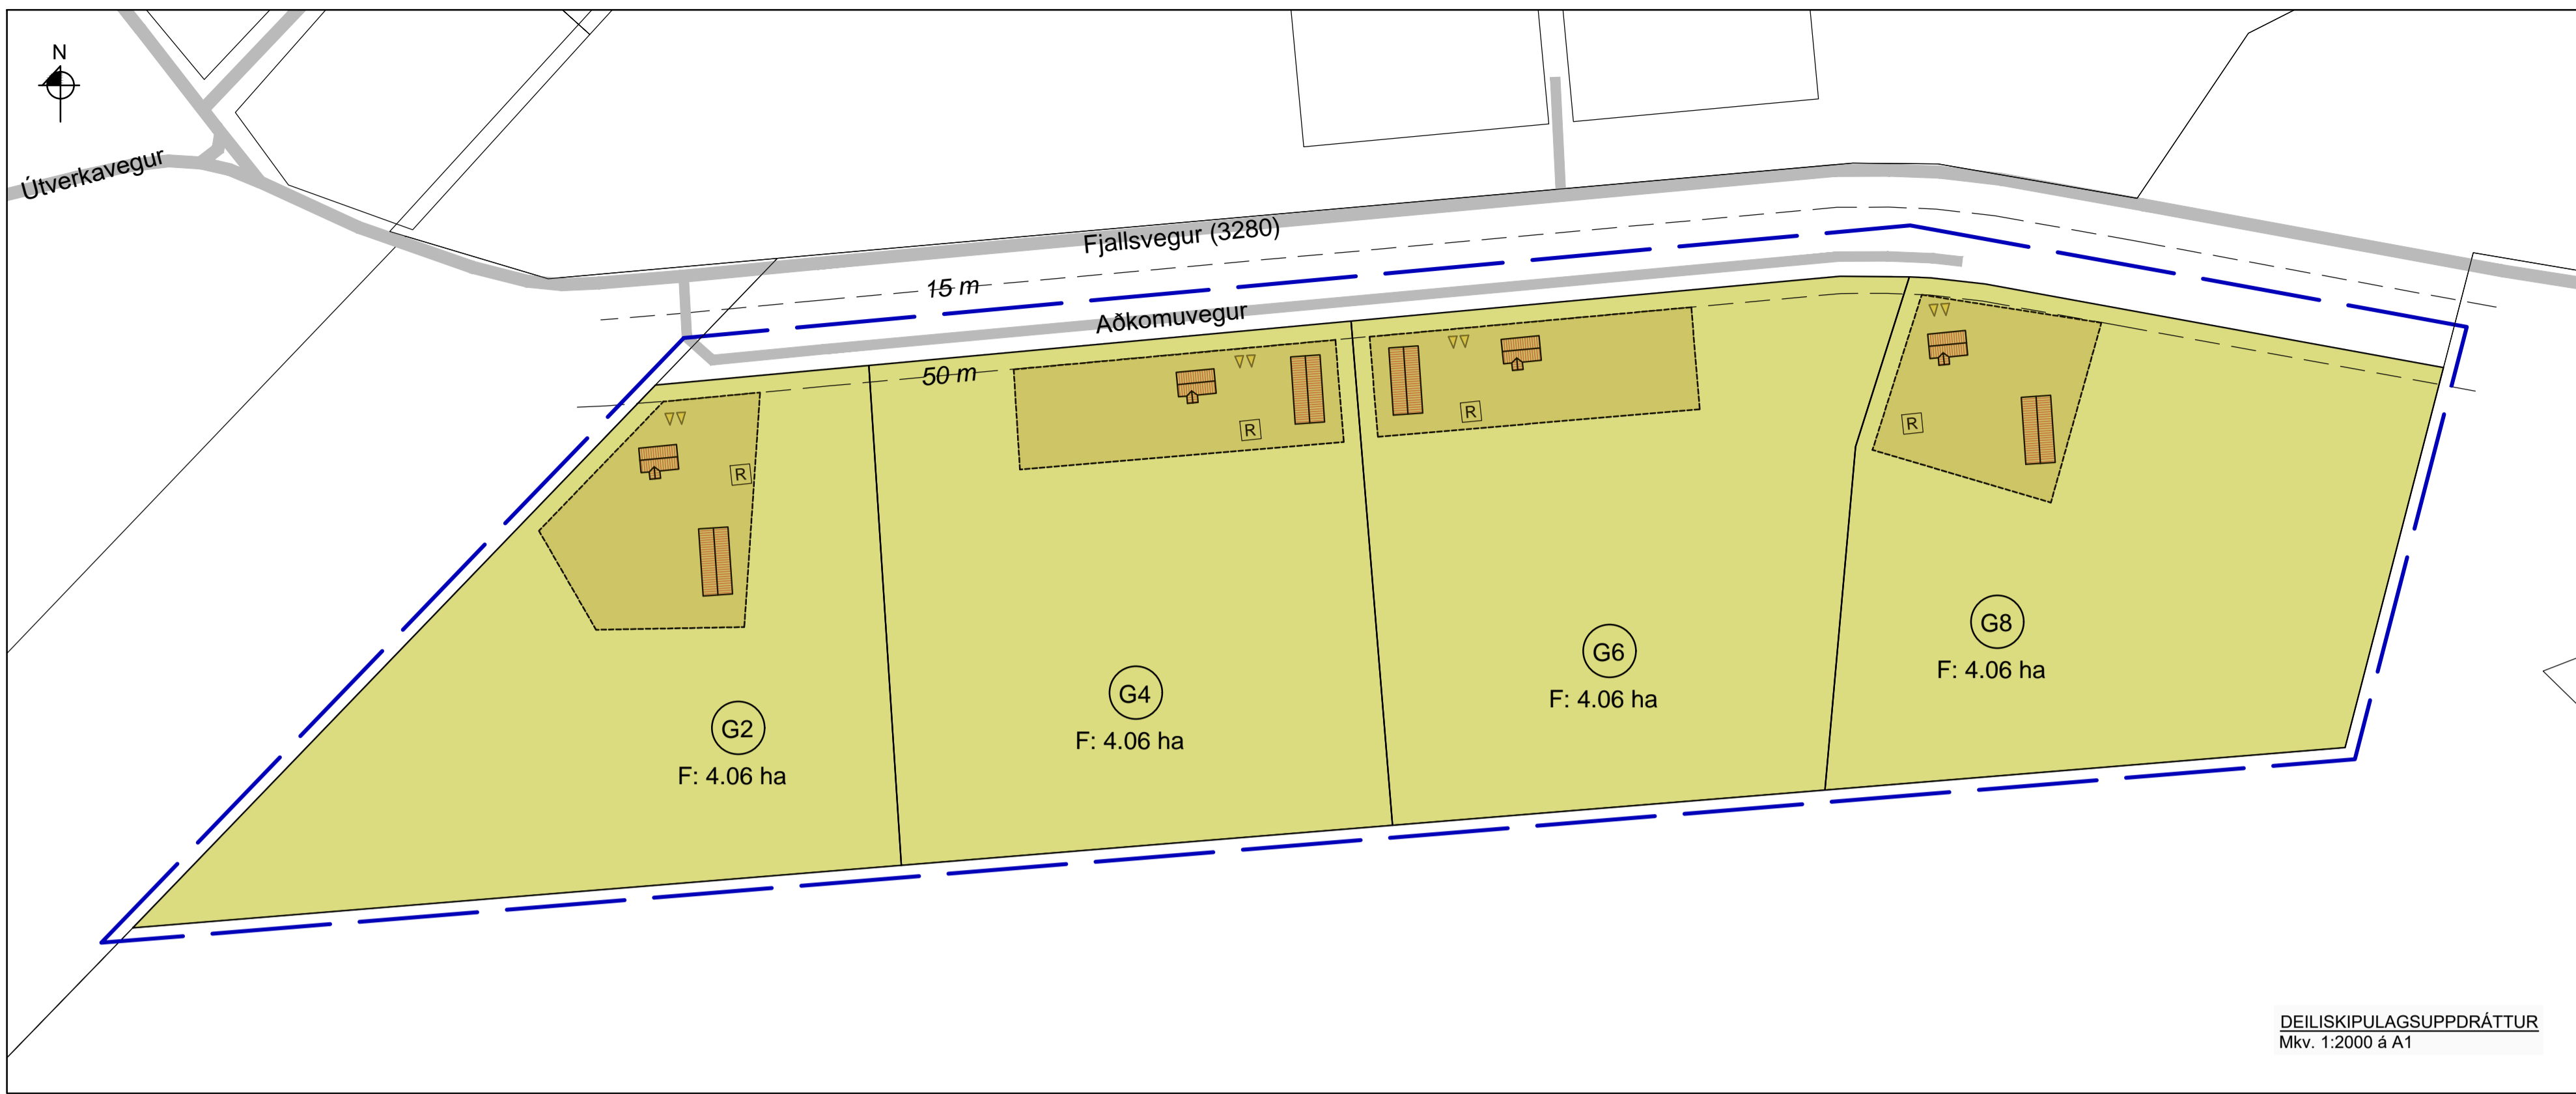 N
Útverkavegur
Fjallsvegur (3280)
15 m
Aðkomuvegur
50 m
R
R
R
R
G2
F: 4.06 ha
G4
F: 4.06 ha
G6
F: 4.06 ha
G8
F: 4.06 ha
DEILISKIPULAGSUPPDRÁTTUR
Mkv. 1:2000 á A1